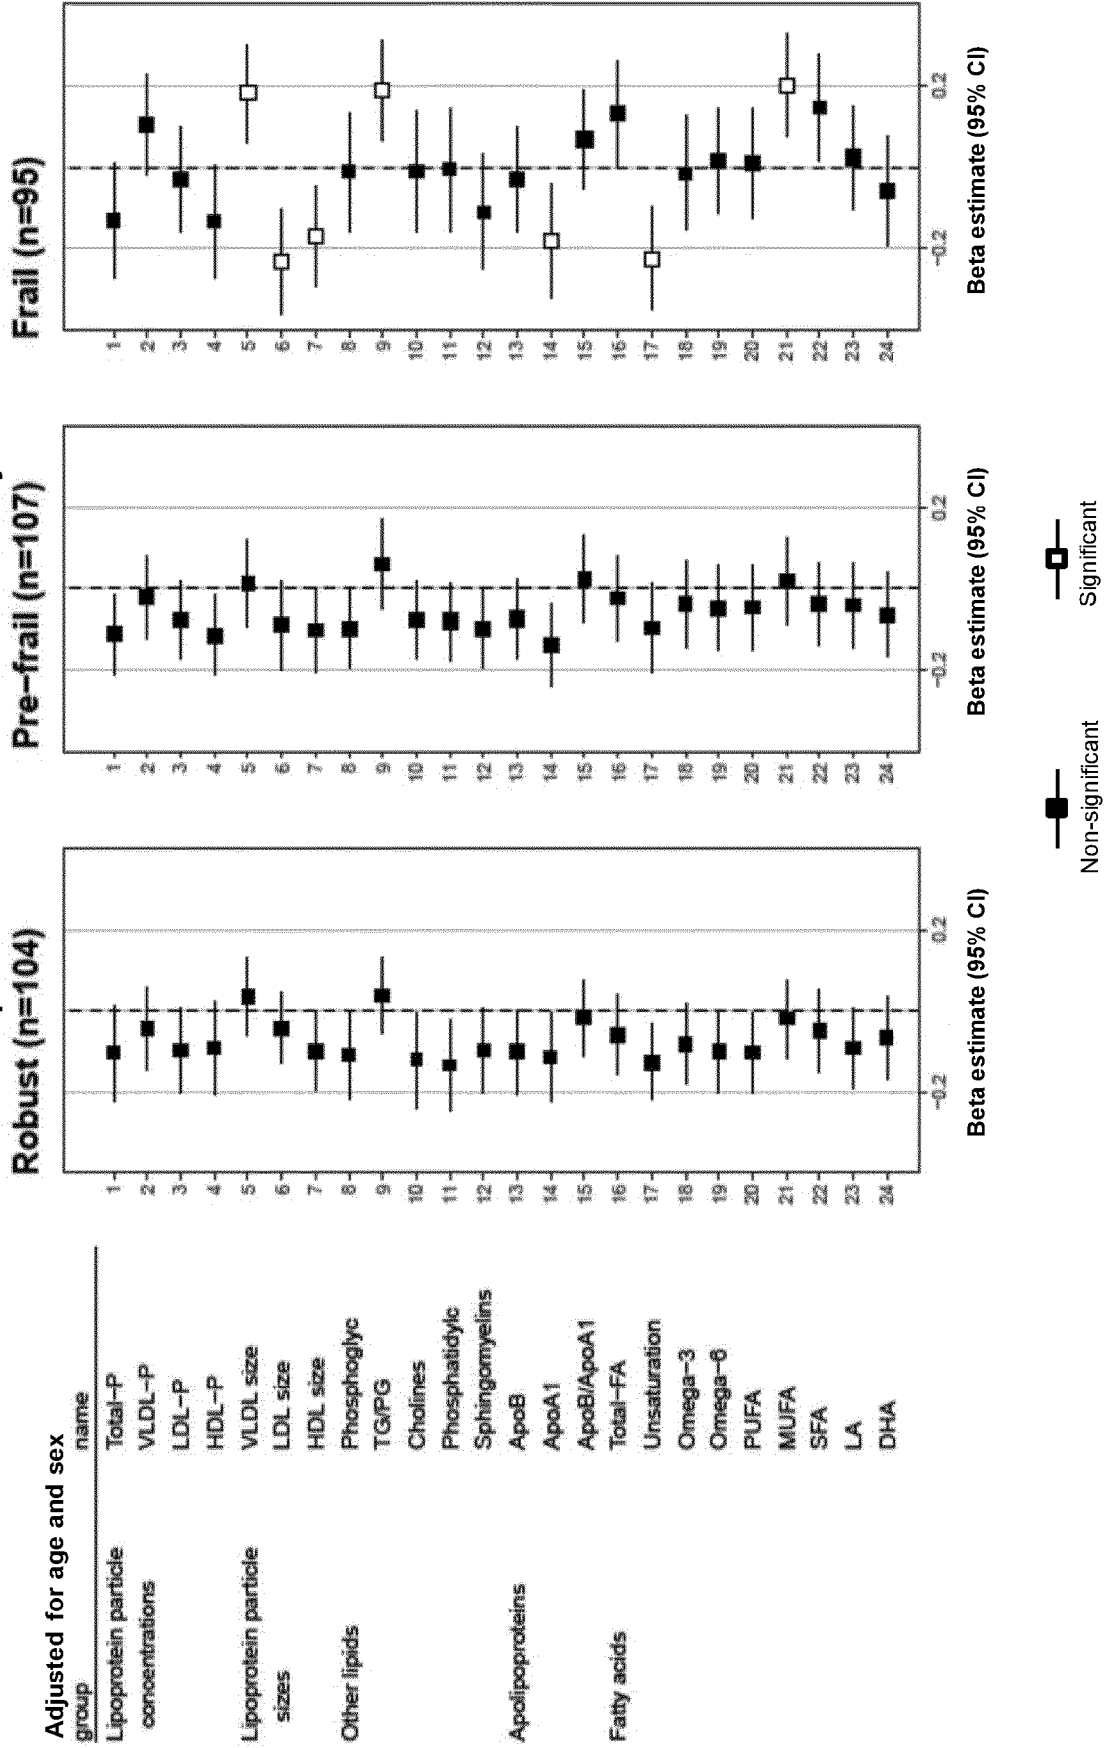 Adjusted for age and sex
group name
Robust (n=104)
Pre-frail (n=107)
Frail (n=95)
Lipoprotein particle Total-P 1 1 1
concentrations VLDL-P 2 2 2
LDL-P 3 3 3
HDL-P 4 4 4
Lipoprotein particle VLDL size 5 5 5
sizes LDL size 6 6 6
HDL size 7 7 7
Other lipids Phosphoglyc 8 8 8
TG/PG 9 9 9
Cholines 10 10 10
Phosphatidylc 11 11 11
Sphingomyelins 12 12 12
Apolipoproteins ApoB 13 13 13
ApoA1 14 14 14
ApoB/ApoA1 15 15 15
Fatty acids Total-FA 16 16 16
Unsaturation 17 17 17
Omega-3 18 18 18
Omega-6 19 19 19
PUFA 20 20 20
MUFA 21 21 21
SFA 22 22 22
LA 23 23 23
DHA 24 24 24
-0.2 0.2 -0.2 0.2 -0.2 0.2
Beta estimate (95% CI) Beta estimate (95% CI) Beta estimate (95% CI)
Non-significant Significant